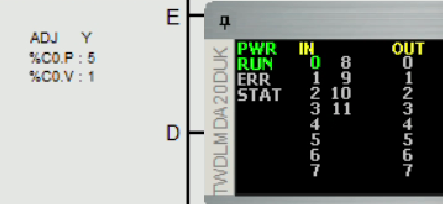 E
ADJ Y
%C0.P : 5
%C0.V : 1
D
TWDLMDA20DUK
PWR IN OUT
RUN 0 8 0
ERR 1 9 1
STAT 2 10 2
3 11 3
4 4
5 5
6 6
7 7